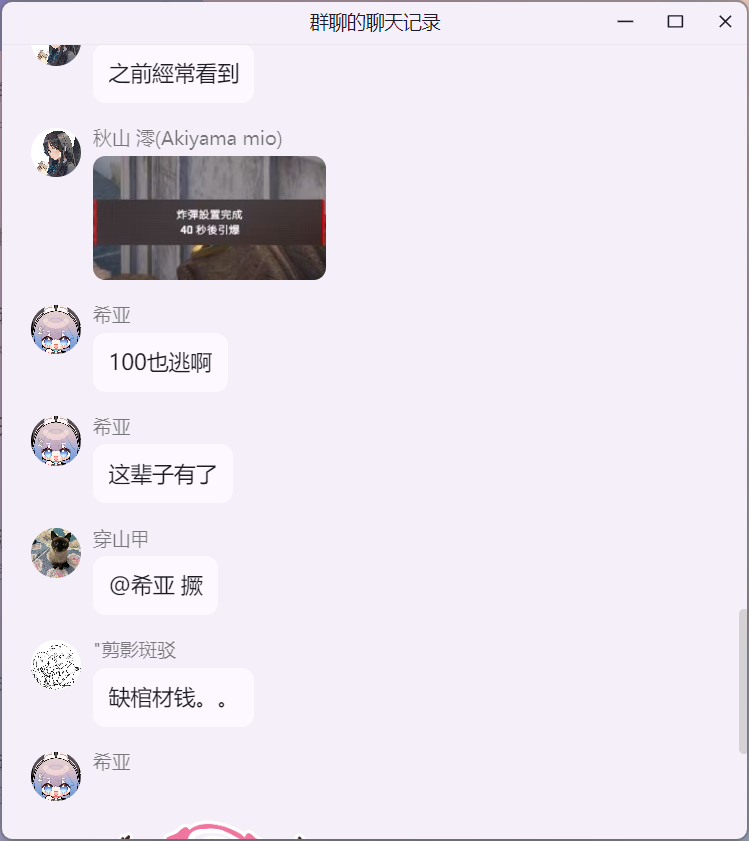 群聊的聊天记录
之前經常看到
秋山 澪(Akiyama mio)
炸彈設置完成
40 秒後引爆
希亚
100也逃啊
希亚
这辈子有了
穿山甲
@希亚 撅
"剪影斑驳
缺棺材钱。。
希亚